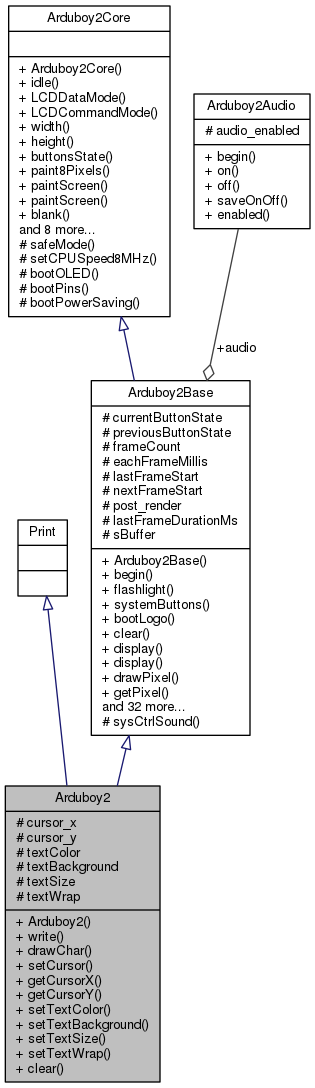 Arduboy2Core
+ Arduboy2Core()
+ idle()
+ LCDDataMode()
+ LCDCommandMode()
+ width()
+ height()
+ buttonsState()
+ paint8Pixels()
+ paintScreen()
+ paintScreen()
+ blank()
and 8 more...
# safeMode()
# setCPUSpeed8MHz()
# bootOLED()
# bootPins()
# bootPowerSaving()
Arduboy2Audio
# audio_enabled
+ begin()
+ on()
+ off()
+ saveOnOff()
+ enabled()
+audio
Arduboy2Base
# currentButtonState
# previousButtonState
# frameCount
# eachFrameMillis
# lastFrameStart
# nextFrameStart
# post_render
# lastFrameDurationMs
# sBuffer
+ Arduboy2Base()
+ begin()
+ flashlight()
+ systemButtons()
+ bootLogo()
+ clear()
+ display()
+ display()
+ drawPixel()
+ getPixel()
and 32 more...
# sysCtrlSound()
Print
Arduboy2
# cursor_x
# cursor_y
# textColor
# textBackground
# textSize
# textWrap
+ Arduboy2()
+ write()
+ drawChar()
+ setCursor()
+ getCursorX()
+ getCursorY()
+ setTextColor()
+ setTextBackground()
+ setTextSize()
+ setTextWrap()
+ clear()